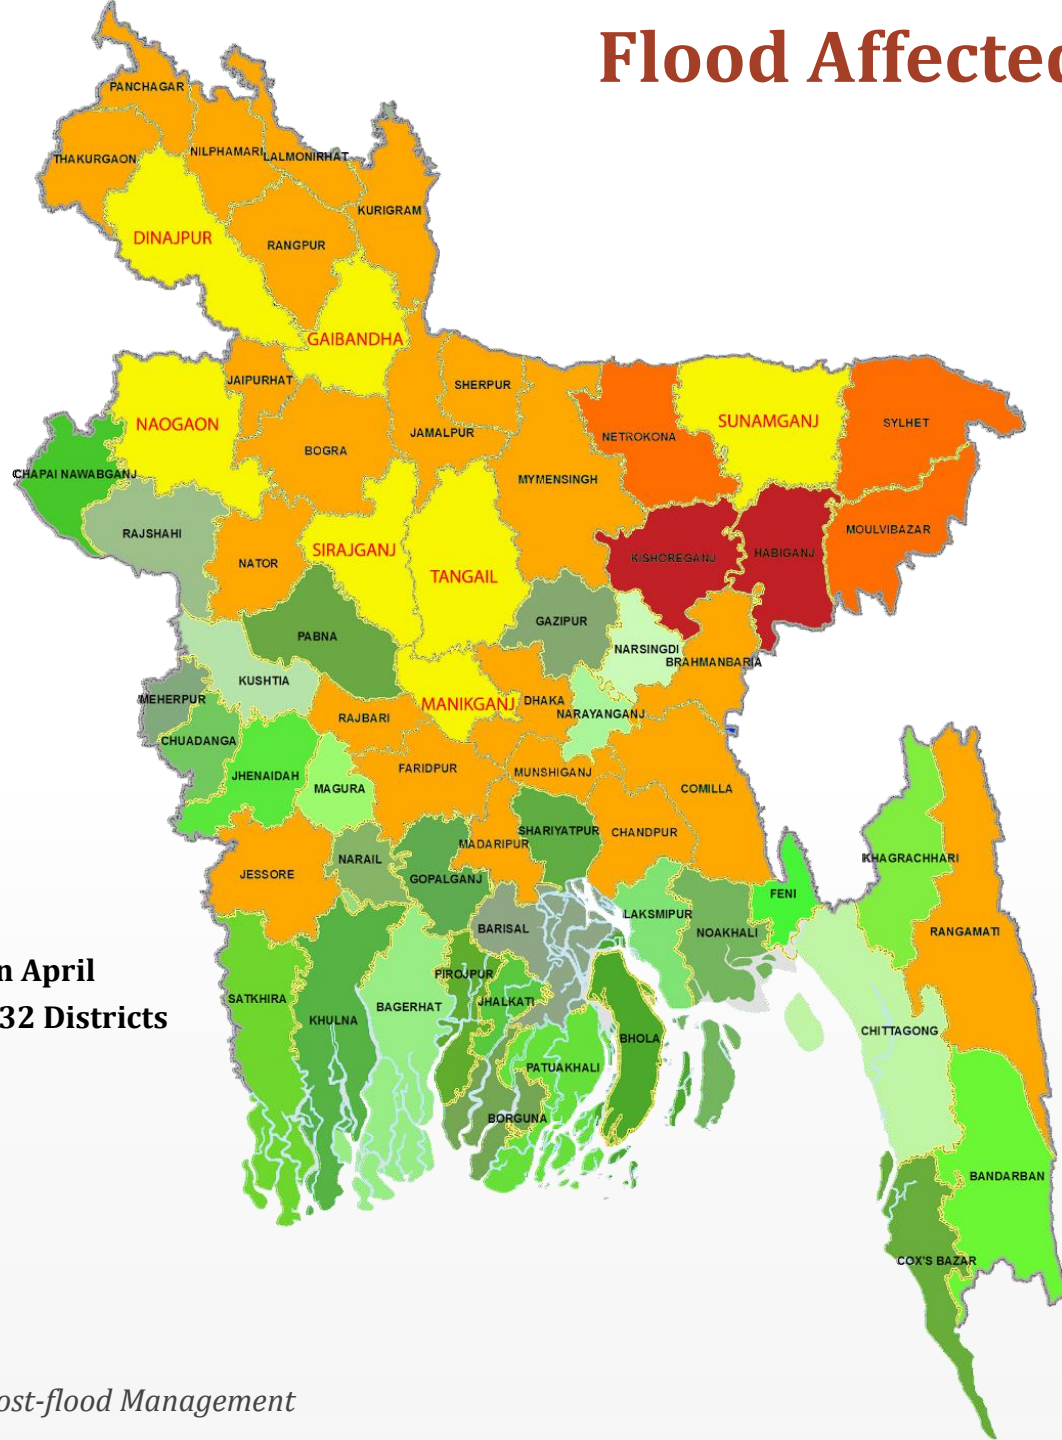 Flood Affected
PANCHAGAR
THAKURGAON
NILPHAMARI
LALMONIRHAT
KURIGRAM
DINAJPUR
RANGPUR
GAIBANDHA
JAIPURHAT
SHERPUR
NAOGAON
JAMALPUR
NETROKONA
SUNAMGANJ
SYLHET
BOGRA
CHAPAI NAWABGANJ
MYMENSINGH
RAJSHAHI
MOULVIBAZAR
NATOR
SIRAJGANJ
TANGAIL
KISHOREGANJ
HABIGANJ
GAZIPUR
PABNA
NARSINGDI
BRAHMANBARIA
KUSHTIA
MEHERPUR
MANIKGANJ
DHAKA
NARAYANGANJ
RAJBARI
CHUADANGA
JHENAIDAH
FARIDPUR
MUNSHIGANJ
MAGURA
COMILLA
SHARIYATPUR
CHANDPUR
MADARIPUR
NARAIL
KHAGRACHHARI
JESSORE
GOPALGANJ
FENI
LAKSMIPUR
BARISAL
NOAKHALI
RANGAMATI
n April
PIROJPUR
SATKHIRA
BAGERHAT
JHALKATI
32 Districts
KHULNA
CHITTAGONG
BHOLA
PATUAKHALI
BORGUNA
BANDARBAN
COX'S BAZAR
ost-flood Management